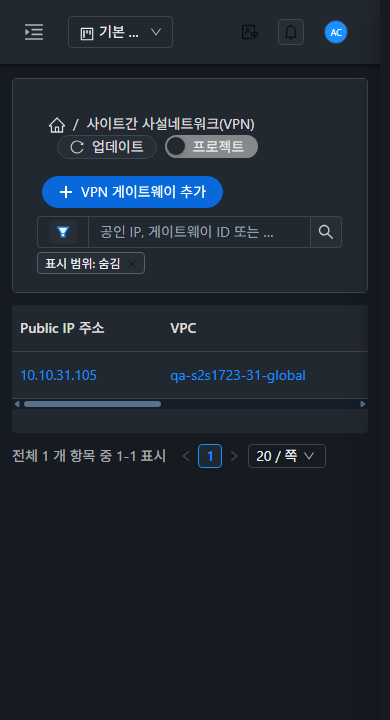 기본 ...
AC
/ 사이트간 사설네트워크(VPN)
업데이트 프로젝트
VPN 게이트웨이 추가
공인 IP, 게이트웨이 ID 또는 ...
표시 범위: 숨김
Public IP 주소 VPC
10.10.31.105 qa-s2s1723-31-global
전체 1 개 항목 중 1-1 표시 1 20 / 쪽